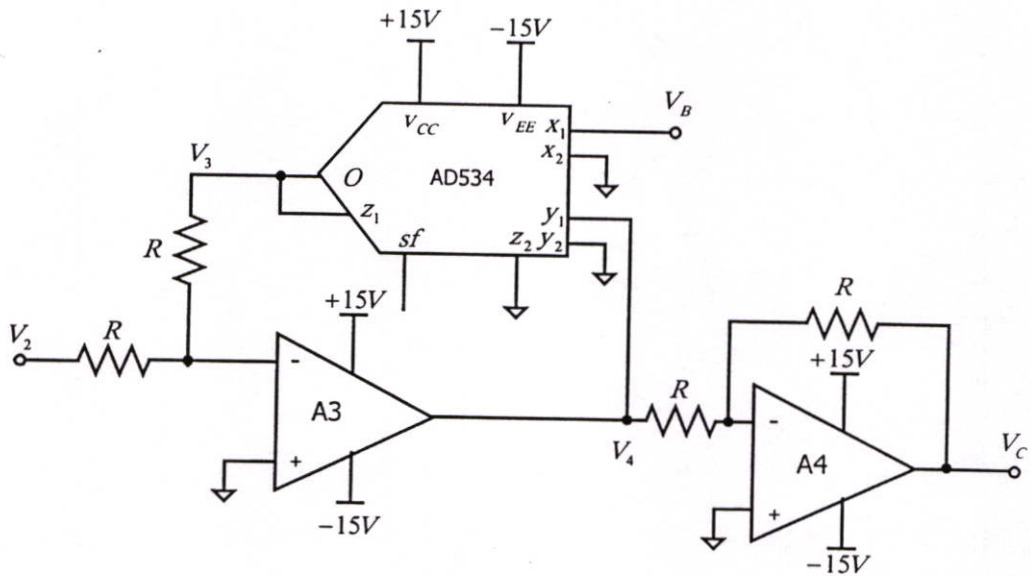 +15V
−15V
V_B
v_CC
v_EE
x_1
x_2
V_3
O
AD534
z_1
y_1
sf
z_2
y_2
R
+15V
V_2
R
-
A3
+
−15V
R
+15V
R
V_4
-
A4
+
V_C
−15V